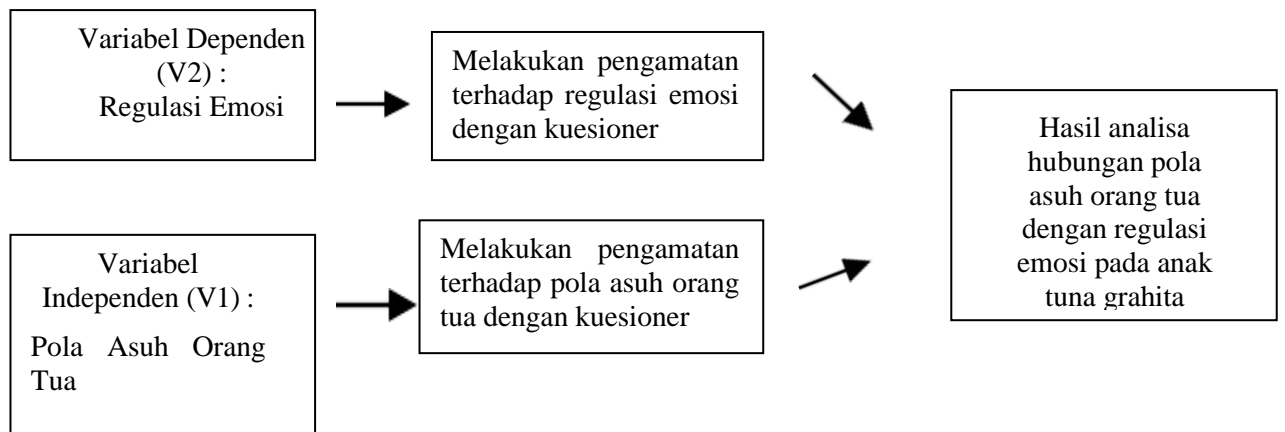 Variabel Dependen
(V2) :
Regulasi Emosi
Melakukan pengamatan
terhadap regulasi emosi
dengan kuesioner
Variabel
Independen (V1) :
Pola Asuh Orang
Tua
Melakukan pengamatan
terhadap pola asuh orang
tua dengan kuesioner
Hasil analisa
hubungan pola
asuh orang tua
dengan regulasi
emosi pada anak
tuna grahita